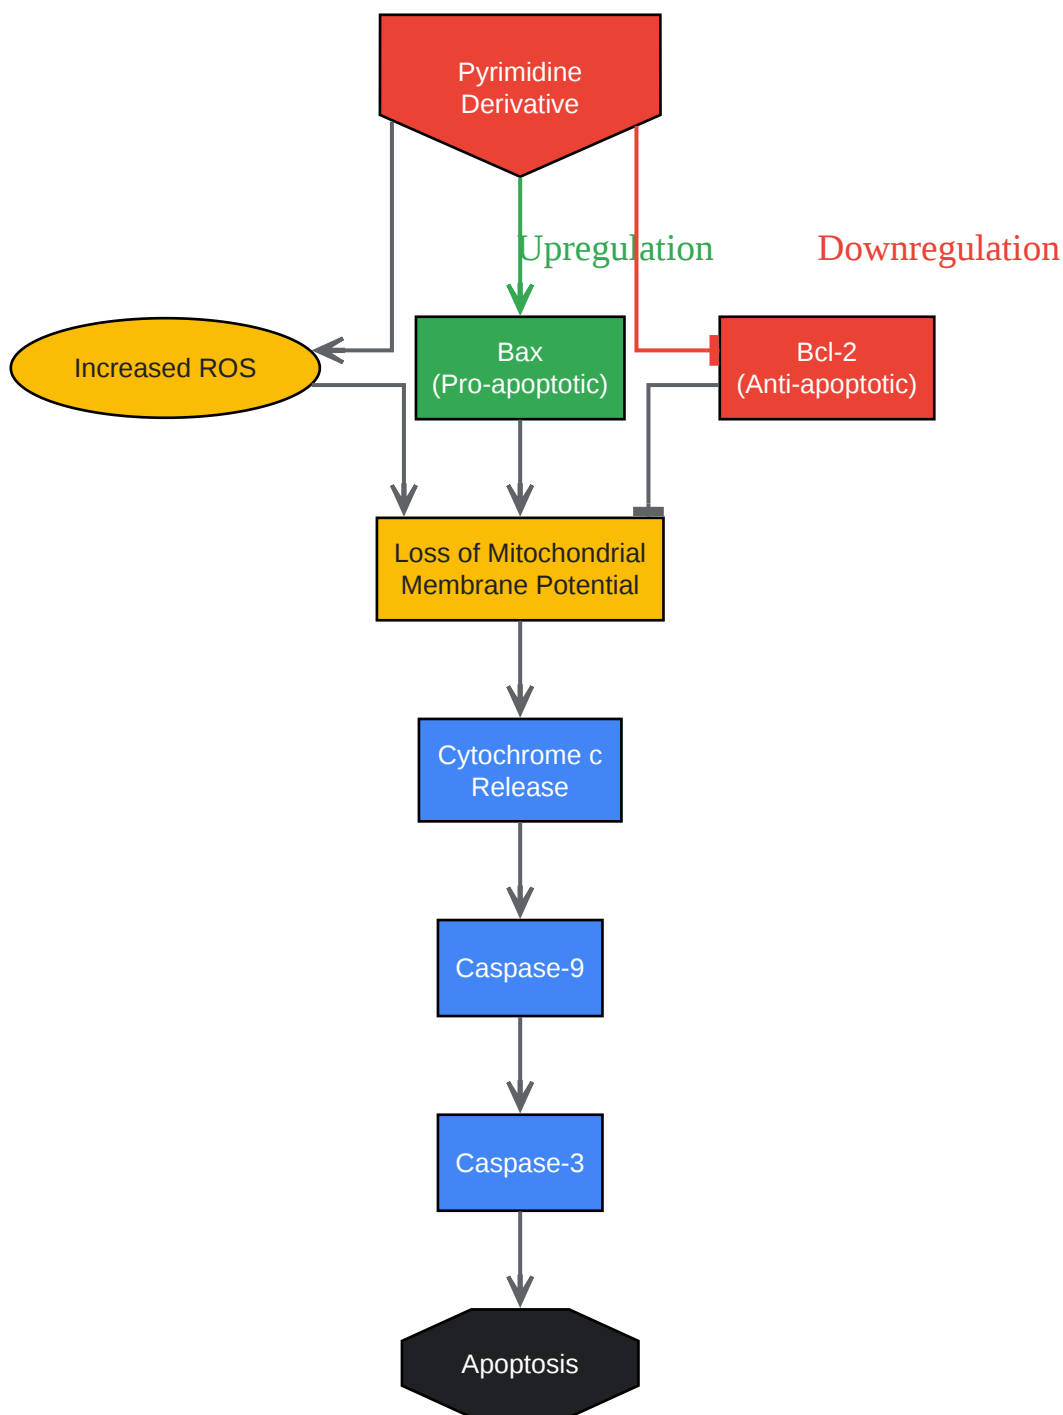 Pyrimidine
Derivative
Upregulation
Downregulation
Increased ROS
Bax
(Pro-apoptotic)
Bcl-2
(Anti-apoptotic)
Loss of Mitochondrial
Membrane Potential
Cytochrome c
Release
Caspase-9
Caspase-3
Apoptosis